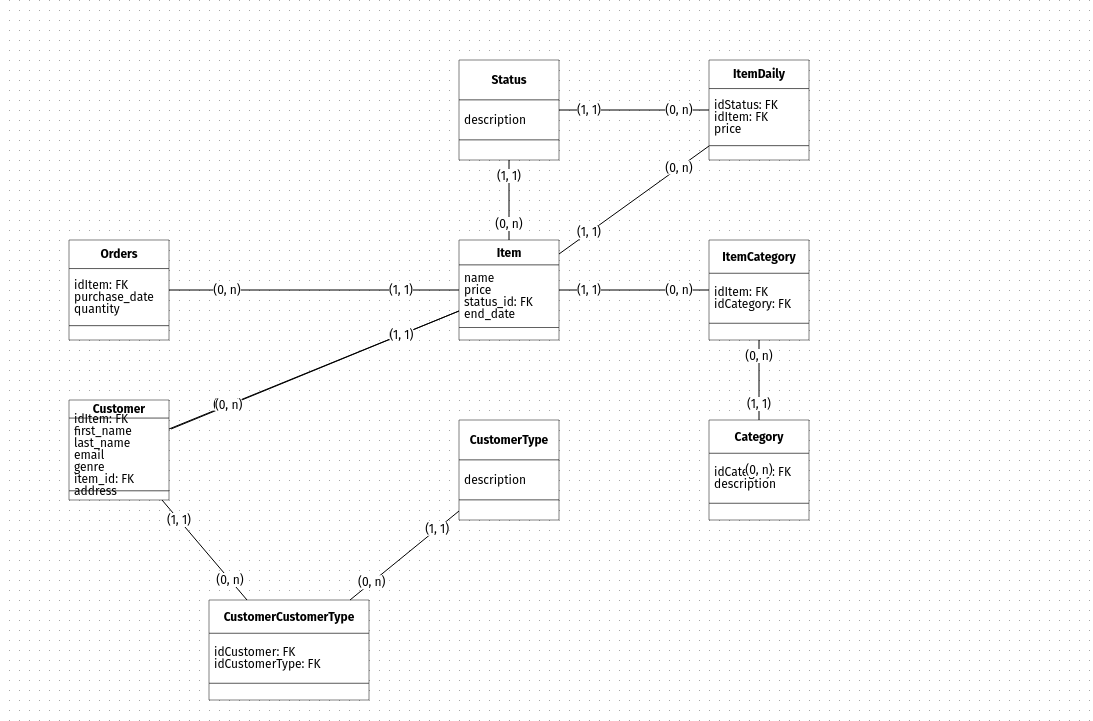 Status
description
(1, 1)
(0, n)
ItemDaily
idStatus: FK
idItem: FK
price
(1, 1)
(0, n)
(0, n)
(1, 1)
Orders
idItem: FK
purchase_date
quantity
(0, n)
(1, 1)
Item
name
price
status_id: FK
end_date
(1, 1)
(0, n)
ItemCategory
idItem: FK
idCategory: FK
(1, 1)
(0, n)
(0, n)
(1, 1)
Customer
idItem: FK
first_name
last_name
email
genre
item_id: FK
address
CustomerType
description
Category
(0, n)
FK
description
(1, 1)
(0, n)
(1, 1)
(0, n)
CustomerCustomerType
idCustomer: FK
idCustomerType: FK